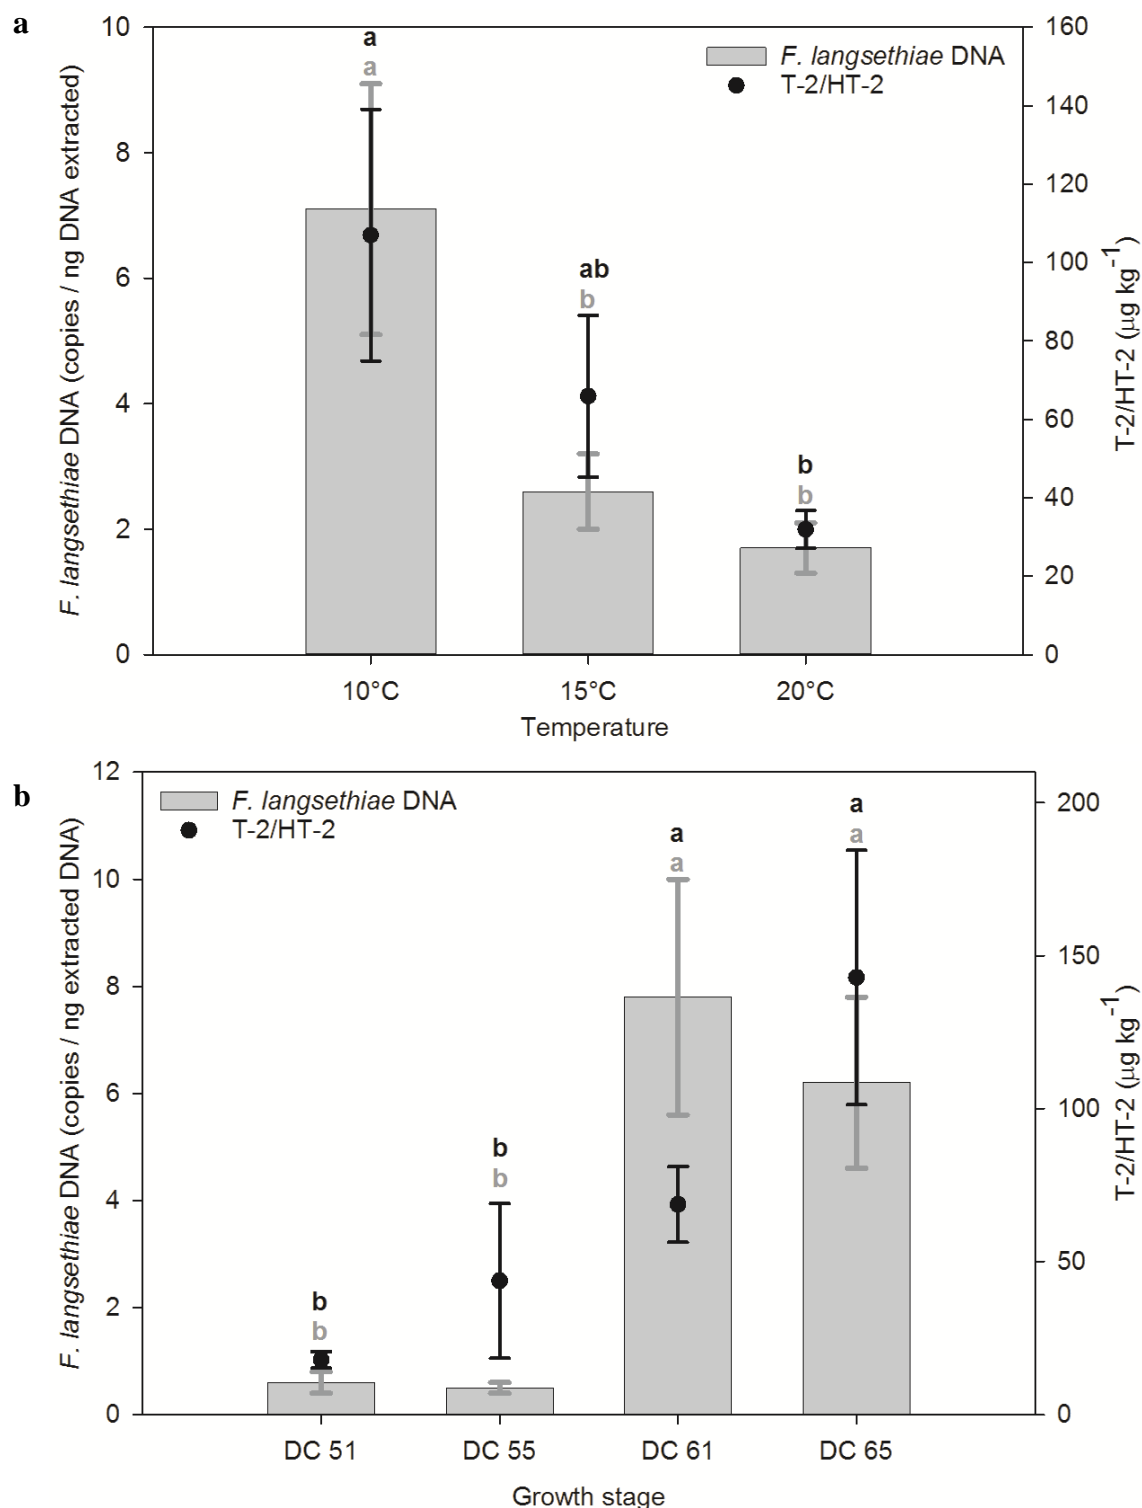 a
F. langsethiae DNA (copies / ng DNA extracted)
10
8
6
4
2
0
a
a
ab
b
b
b
F. langsethiae DNA
T-2/HT-2
160
140
120
100
80
60
40
20
0
T-2/HT-2 (µg kg⁻¹)
10°C
15°C
20°C
Temperature
b
F. langsethiae DNA (copies / ng extracted DNA)
12
10
8
6
4
2
0
F. langsethiae DNA
T-2/HT-2
b
b
b
b
a
a
a
a
200
150
100
50
0
T-2/HT-2 (µg kg⁻¹)
DC 51
DC 55
DC 61
DC 65
Growth stage